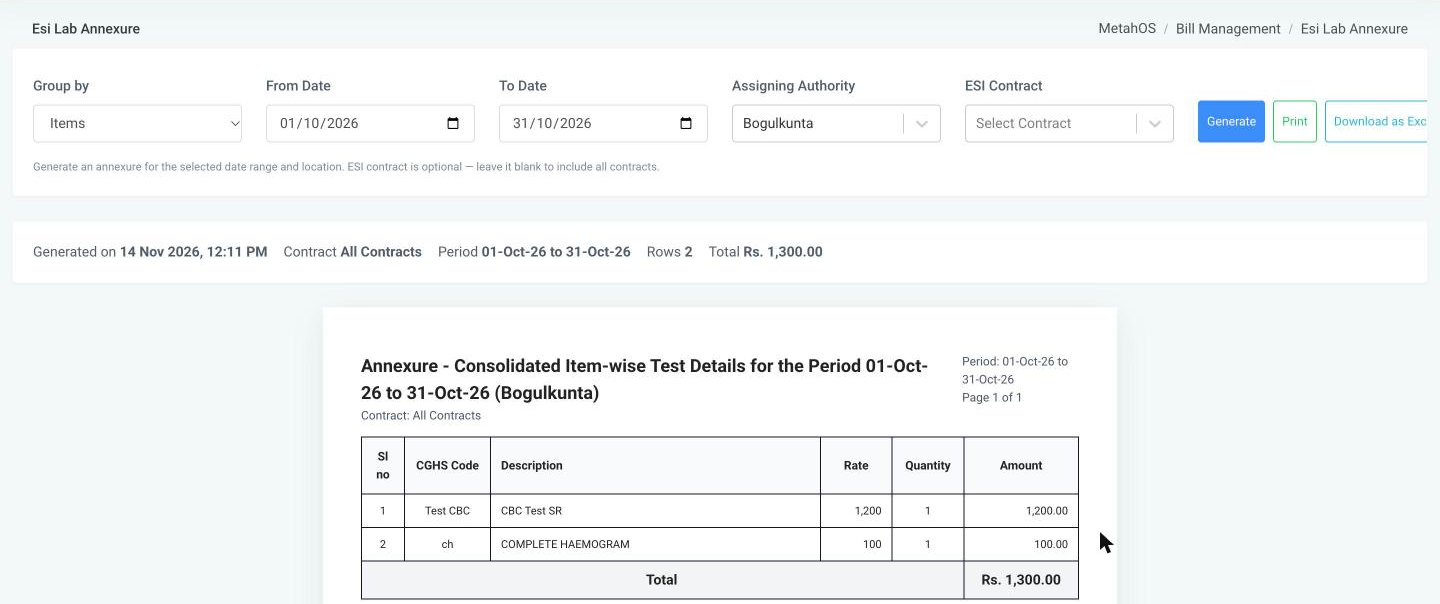 Esi Lab Annexure
MetahOS / Bill Management / Esi Lab Annexure
Group by From Date To Date Assigning Authority ESI Contract
Items 01/10/2026 31/10/2026 Bogulkunta Select Contract Generate Print Download as Exc
Generate an annexure for the selected date range and location. ESI contract is optional — leave it blank to include all contracts.
Generated on 14 Nov 2026, 12:11 PM Contract All Contracts Period 01-Oct-26 to 31-Oct-26 Rows 2 Total Rs. 1,300.00
Annexure - Consolidated Item-wise Test Details for the Period 01-Oct-
26 to 31-Oct-26 (Bogulkunta)
Contract: All Contracts
Period: 01-Oct-26 to
31-Oct-26
Page 1 of 1
Sl
no
CGHS Code Description Rate Quantity Amount
1 Test CBC CBC Test SR 1,200 1 1,200.00
2 ch COMPLETE HAEMOGRAM 100 1 100.00
Total Rs. 1,300.00